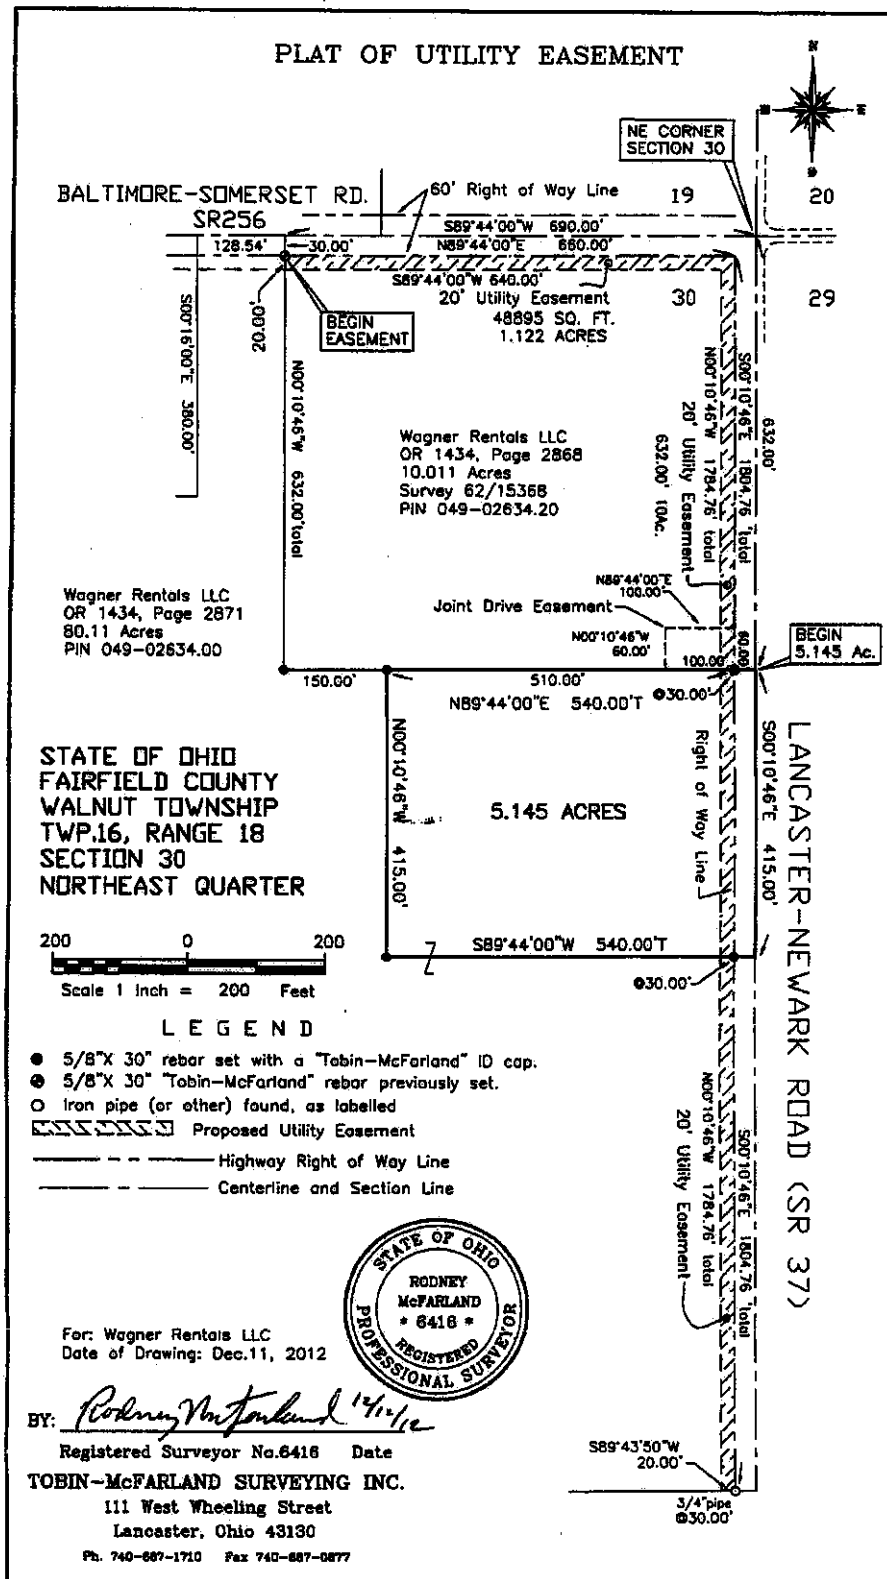 PLAT OF UTILITY EASEMENT
N
NE CORNER
SECTION 30
BALTIMORE-SOMERSET RD.
SR256
60' Right of Way Line
19
20
S89°44'00"W 690.00'
128.54'
30.00'
N89°44'00"E 660.00'
S89°44'00"W 640.00'
20' Utility Easement
48895 SQ. FT.
1.122 ACRES
30
29
20.00'
BEGIN
EASEMENT
S00°16'00"E 380.00'
N00°10'46"W 632.00'total
Wagner Rentals LLC
OR 1434, Page 2868
10.011 Acres
Survey 62/15368
PIN 049-02634.20
N00°10'46"W 1784.76' total
S00°10'46"E 1804.76 'total
20' Utility Easement
632.00' 10Ac.
632.00'
N89°44'00"E
100.00'
Joint Drive Easement
N00°10'46"W
60.00'
100.00'
60.00'
BEGIN
5.145 Ac.
Wagner Rentals LLC
OR 1434, Page 2871
80.11 Acres
PIN 049-02634.00
150.00'
510.00'
@30.00'
N89°44'00"E 540.00'T
N00°10'46"W 415.00'
5.145 ACRES
Right of Way Line
S00°10'46"E 415.00'
LANCASTER-NEWARK ROAD (SR 37)
STATE OF OHIO
FAIRFIELD COUNTY
WALNUT TOWNSHIP
TWP.16, RANGE 18
SECTION 30
NORTHEAST QUARTER
S89°44'00"W 540.00'T
@30.00'
200 0 200
Scale 1 Inch = 200 Feet
LEGEND
5/8"X 30" rebar set with a "Tobin-McFarland" ID cap.
5/8"X 30" "Tobin-McFarland" rebar previously set.
Iron pipe (or other) found, as labelled
Proposed Utility Easement
Highway Right of Way Line
Centerline and Section Line
N00°10'46"W 1784.76' total
20' Utility Easement
S00°10'46"E 1804.76 'total
STATE OF OHIO
RODNEY
McFARLAND
* 6416 *
REGISTERED
PROFESSIONAL SURVEYOR
For: Wagner Rentals LLC
Date of Drawing: Dec.11, 2012
BY: Rodney McFarland 12/12/12
Registered Surveyor No.6416 Date
TOBIN-McFARLAND SURVEYING INC.
111 West Wheeling Street
Lancaster, Ohio 43130
Ph. 740-687-1710 Fax 740-687-0877
S89°43'50"W
20.00'
3/4"pipe
@30.00'